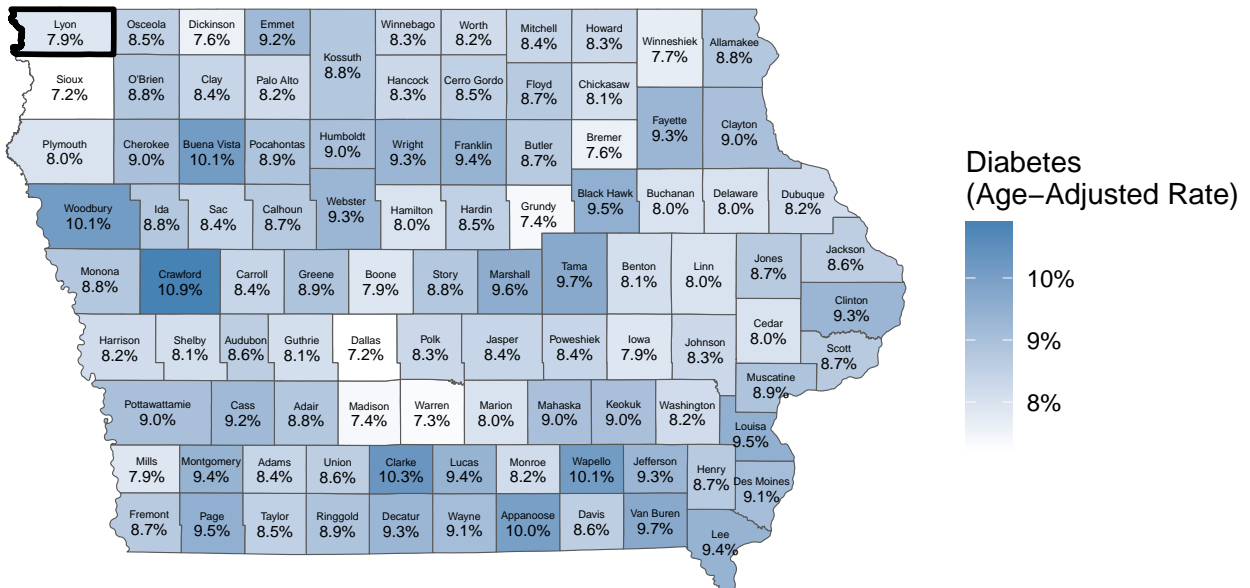 Lyon
7.9%
Osceola
8.5%
Dickinson
7.6%
Emmet
9.2%
Kossuth
8.8%
Winnebago
8.3%
Worth
8.2%
Mitchell
8.4%
Howard
8.3%
Winneshiek
7.7%
Allamakee
8.8%
Sioux
7.2%
O'Brien
8.8%
Clay
8.4%
Palo Alto
8.2%
Hancock
8.3%
Cerro Gordo
8.5%
Floyd
8.7%
Chickasaw
8.1%
Plymouth
8.0%
Cherokee
9.0%
Buena Vista
10.1%
Pocahontas
8.9%
Humboldt
9.0%
Wright
9.3%
Franklin
9.4%
Butler
8.7%
Bremer
7.6%
Fayette
9.3%
Clayton
9.0%
Woodbury
10.1%
Ida
8.8%
Sac
8.4%
Calhoun
8.7%
Webster
9.3%
Hamilton
8.0%
Hardin
8.5%
Grundy
7.4%
Black Hawk
9.5%
Buchanan
8.0%
Delaware
8.0%
Dubuque
8.2%
Monona
8.8%
Crawford
10.9%
Carroll
8.4%
Greene
8.9%
Boone
7.9%
Story
8.8%
Marshall
9.6%
Tama
9.7%
Benton
8.1%
Linn
8.0%
Jones
8.7%
Jackson
8.6%
Clinton
9.3%
Harrison
8.2%
Shelby
8.1%
Audubon
8.6%
Guthrie
8.1%
Dallas
7.2%
Polk
8.3%
Jasper
8.4%
Poweshiek
8.4%
Iowa
7.9%
Johnson
8.3%
Cedar
8.0%
Scott
8.7%
Muscatine
8.9%
Pottawattamie
9.0%
Cass
9.2%
Adair
8.8%
Madison
7.4%
Warren
7.3%
Marion
8.0%
Mahaska
9.0%
Keokuk
9.0%
Washington
8.2%
Louisa
9.5%
Mills
7.9%
Montgomery
9.4%
Adams
8.4%
Union
8.6%
Clarke
10.3%
Lucas
9.4%
Monroe
8.2%
Wapello
10.1%
Jefferson
9.3%
Henry
8.7%
Des Moines
9.1%
Fremont
8.7%
Page
9.5%
Taylor
8.5%
Ringgold
8.9%
Decatur
9.3%
Wayne
9.1%
Appanoose
10.0%
Davis
8.6%
Van Buren
9.7%
Lee
9.4%
Diabetes
(Age−Adjusted Rate)
10%
9%
8%